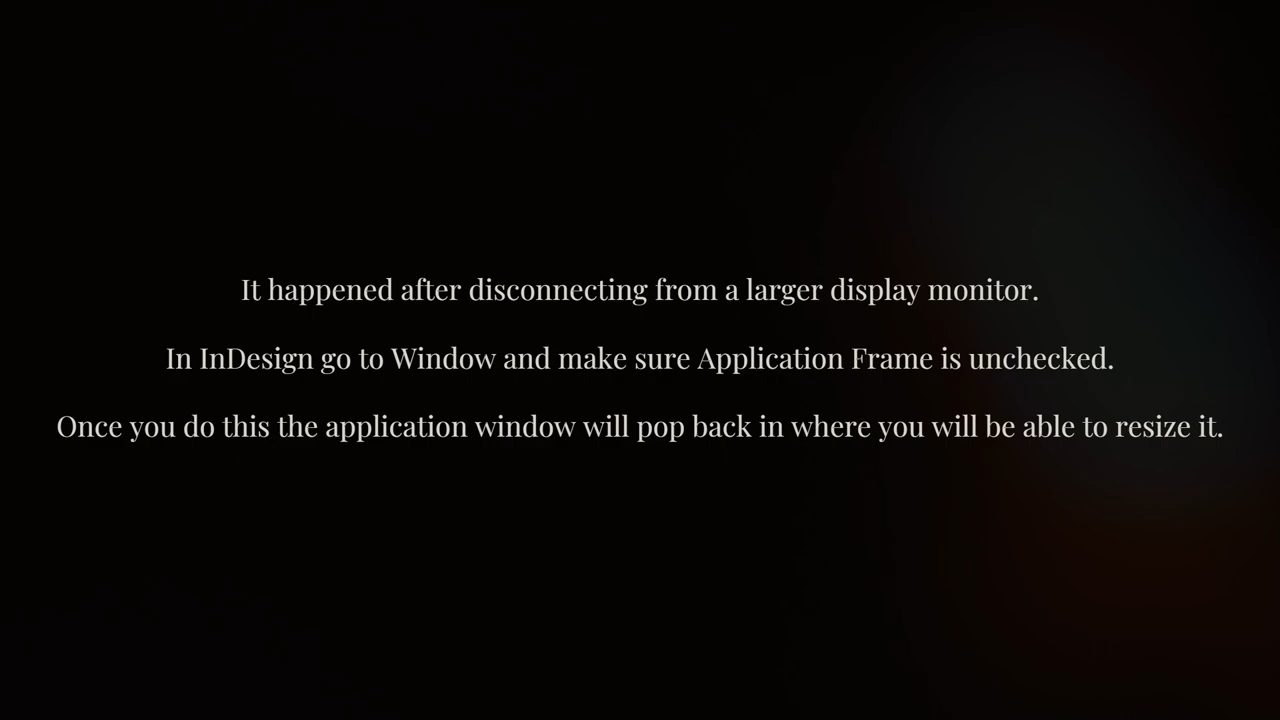 It happened after disconnecting from a larger display monitor.
In InDesign go to Window and make sure Application Frame is unchecked.
Once you do this the application window will pop back in where you will be able to resize it.